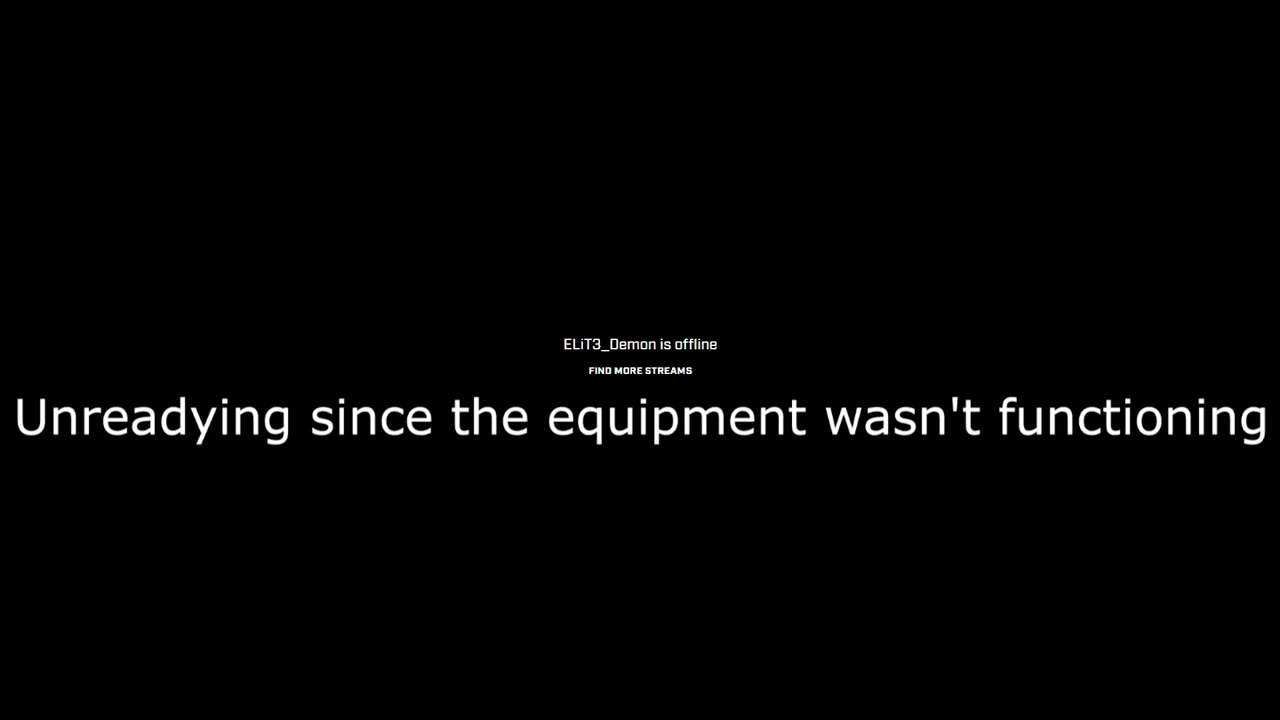 ELiT3_Demon is offline
FIND MORE STREAMS
Unreadying since the equipment wasn't functioning